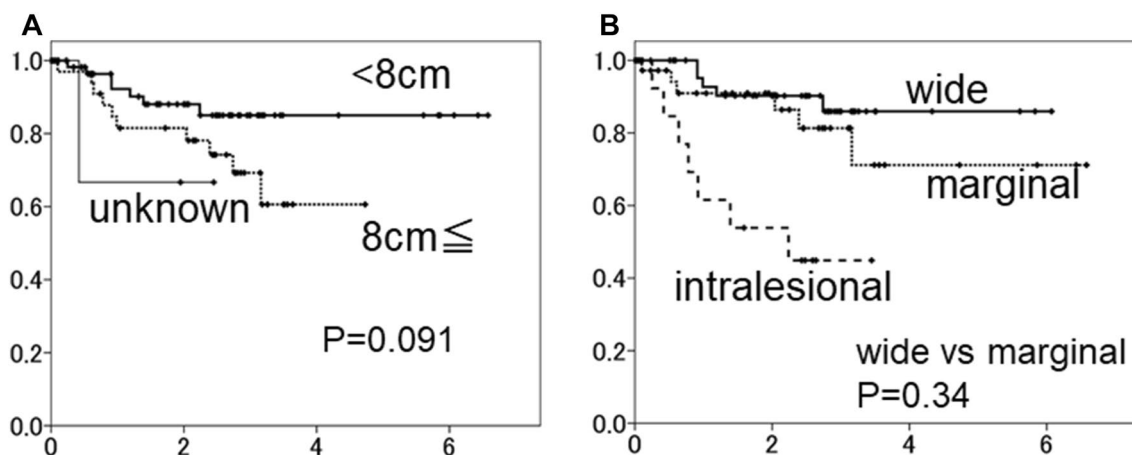 A
1.0
0.8
0.6
0.4
0.2
0.0
0
2
4
6
<8cm
unknown
8cm≦
P=0.091
B
1.0
0.8
0.6
0.4
0.2
0.0
0
2
4
6
wide
marginal
intralesional
wide vs marginal
P=0.34